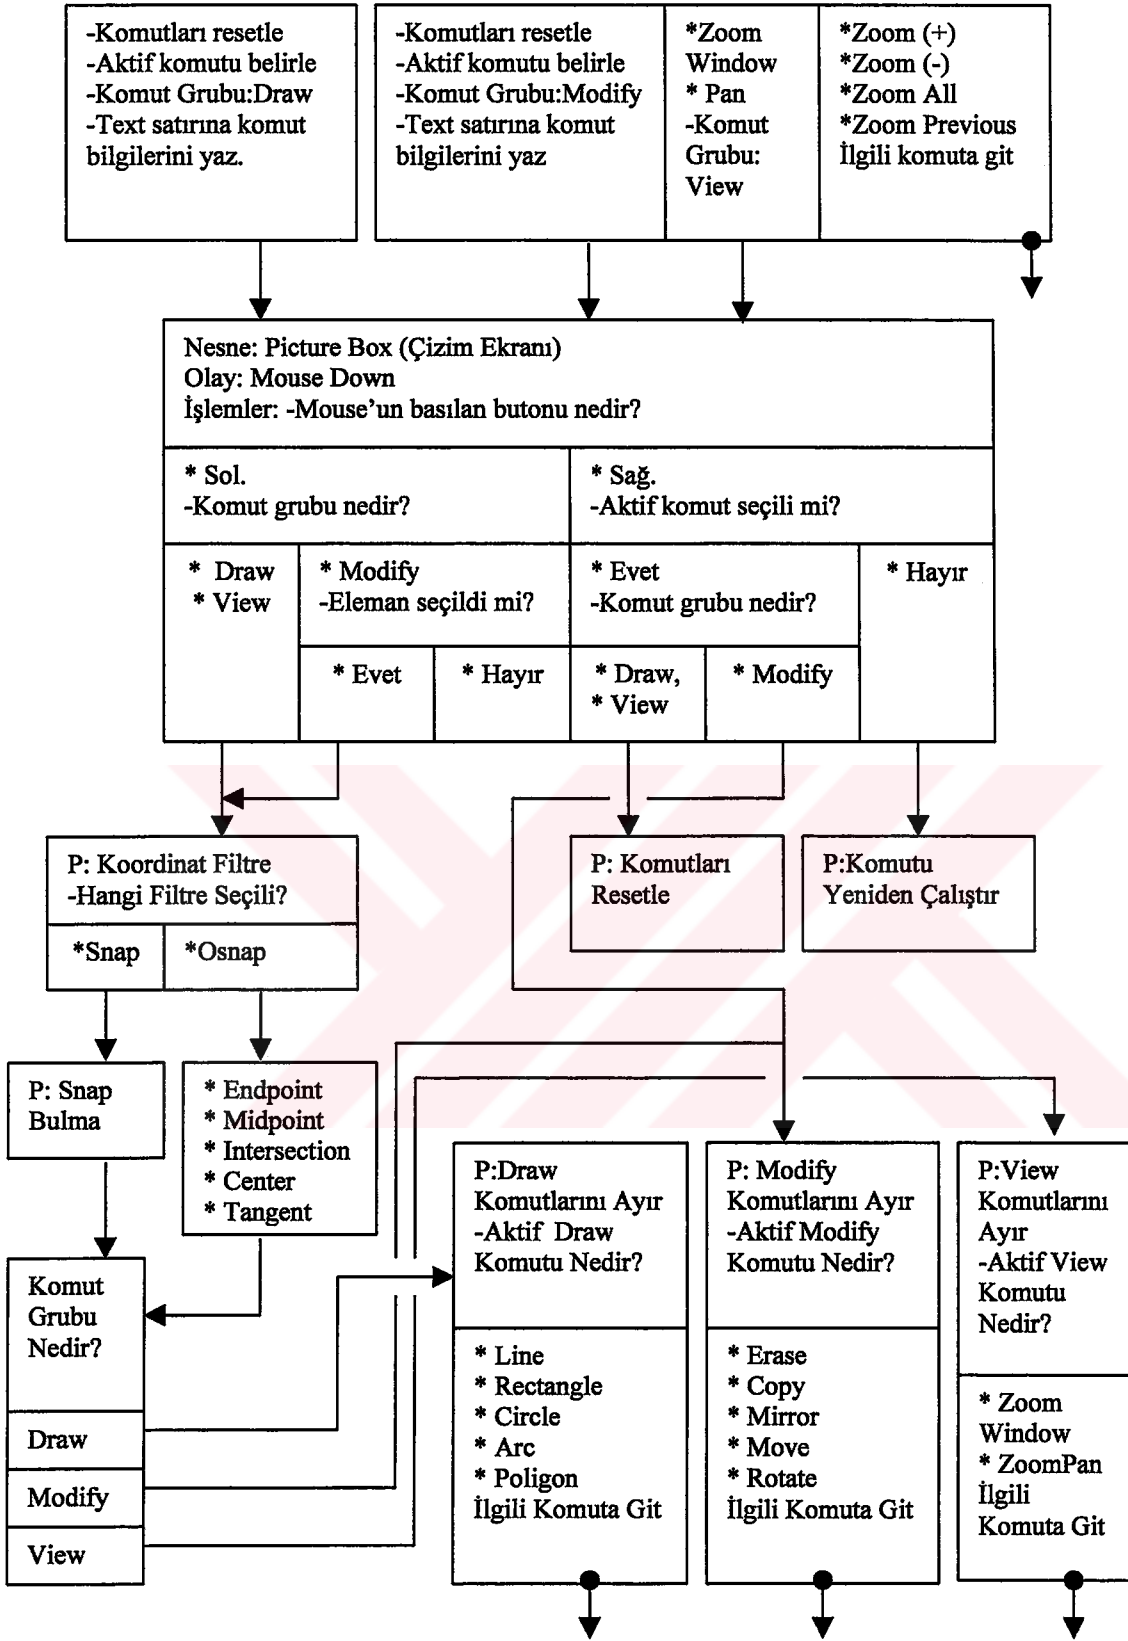 -Komutları resetle
-Aktif komutu belirle
-Komut Grubu:Draw
-Text satırına komut
bilgilerini yaz.
-Komutları resetle
-Aktif komutu belirle
-Komut Grubu:Modify
-Text satırına komut
bilgilerini yaz
*Zoom
Window
* Pan
-Komut
Grubu:
View
*Zoom (+)
*Zoom (-)
*Zoom All
*Zoom Previous
İlgili komuta git
Nesne: Picture Box (Çizim Ekranı)
Olay: Mouse Down
İşlemler: -Mouse’un basılan butonu nedir?
* Sol.
-Komut grubu nedir?
* Sağ.
-Aktif komut seçili mi?
* Draw
* View
* Modify
-Eleman seçildi mi?
* Evet
-Komut grubu nedir?
* Hayır
* Evet
* Hayır
* Draw,
* View
* Modify
P: Koordinat Filtre
-Hangi Filtre Seçili?
*Snap
*Osnap
P: Komutları
Resetle
P:Komutu
Yeniden Çalıştır
P: Snap
Bulma
* Endpoint
* Midpoint
* Intersection
* Center
* Tangent
Komut
Grubu
Nedir?
Draw
Modify
View
P:Draw
Komutlarını Ayır
-Aktif Draw
Komutu Nedir?
* Line
* Rectangle
* Circle
* Arc
* Poligon
İlgili Komuta Git
P: Modify
Komutlarını Ayır
-Aktif Modify
Komutu Nedir?
* Erase
* Copy
* Mirror
* Move
* Rotate
İlgili Komuta Git
P:View
Komutlarını
Ayır
-Aktif View
Komutu
Nedir?
* Zoom
Window
* ZoomPan
İlgili
Komuta Git